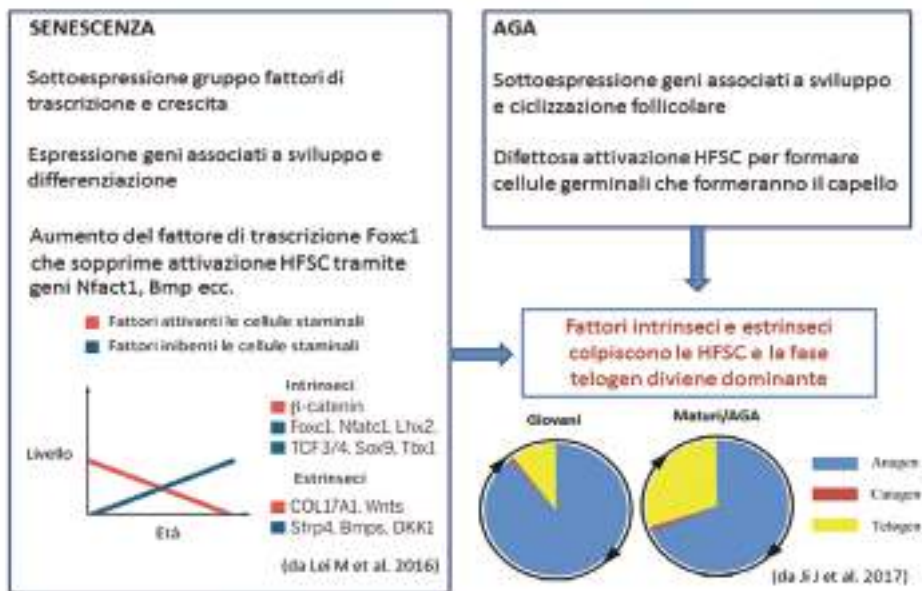 SENESCENZA
Sottoespressione gruppo fattori di
trascrizione e crescita
Espressione geni associati a sviluppo e
differenziazione
Aumento del fattore di trascrizione Foxc1
che sopprime attivazione HFSC tramite
geni Nfact1, Bmp ecc.
Fattori attivanti le cellule staminali
Fattori inibenti le cellule staminali
Livello
Età
Intrinseci
β-catenin
Foxc1, Nfatc1, Lhx2,
TCF3/4, Sox9, Tbx1
Estrinseci
COL17A1, Wnts
Sfrp4, Bmps, DKK1
(da Lei M et al. 2016)
AGA
Sottoespressione geni associati a sviluppo
e ciclizzazione follicolare
Difettosa attivazione HFSC per formare
cellule germinali che formeranno il capello
Fattori intrinseci e estrinseci
colpiscono le HFSC e la fase
telogen diviene dominante
Giovani
Maturi/AGA
Anagen
Catagen
Telogen
(da Ji J et al. 2017)